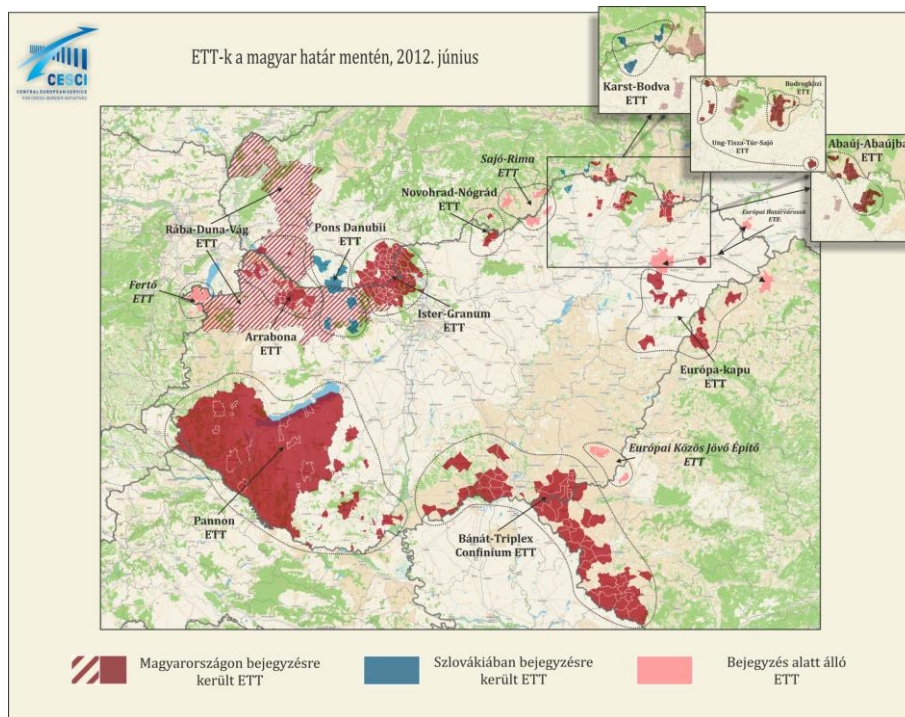 CESCI
CENTRAL EUROPEAN SERVICE
FOR CROSS-BORDER INITIATIVES
ETT-k a magyar határ mentén, 2012. június
Karst-Bodva
ETT
Bodrogközi
ETT
Ung-Tisza-Túr-Sajó
ETT
Abaúj-Abaújban
ETT
Sajó-Rima
ETT
Novohrad-Nógrád
ETT
Európai Határvárosok
ETE
Rába-Duna-Vág
ETT
Pons Danubii
ETT
Fertő
ETT
Arrabona
ETT
Ister-Granum
ETT
Európa-kapu
ETT
Európai Közös Jövő Építő
ETT
Pannon
ETT
Bánát-Triplex
Confinium ETT
Magyarországon bejegyzésre
került ETT
Szlovákiában bejegyzésre
került ETT
Bejegyzés alatt álló
ETT